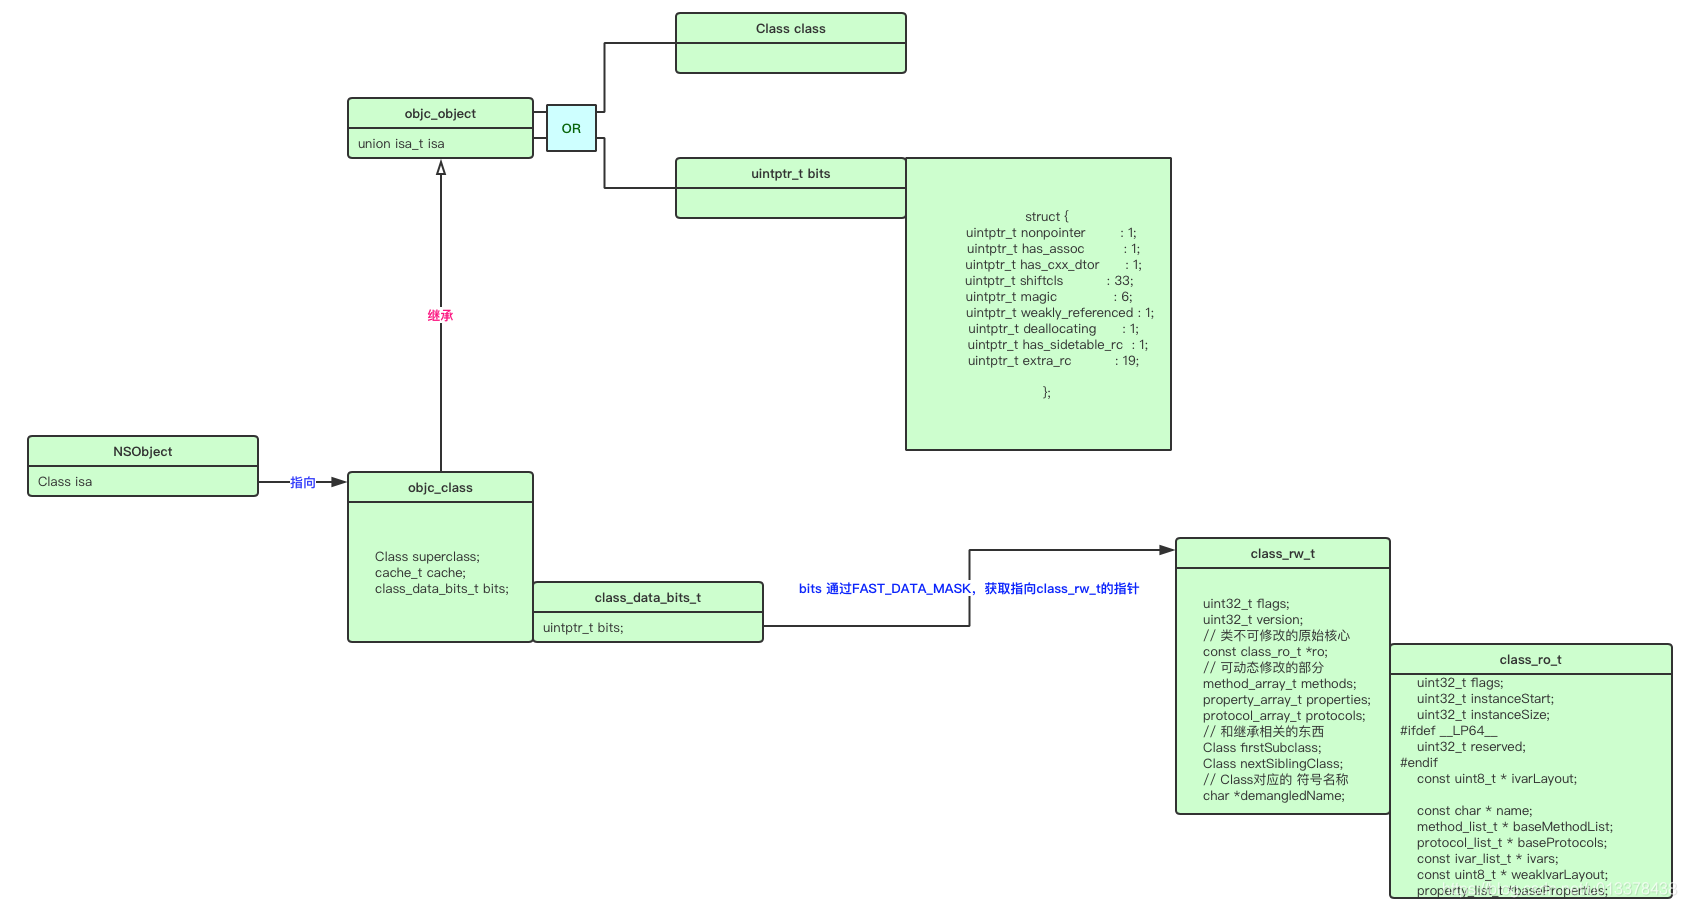 Class class
objc_object
union isa_t isa
OR
uintptr_t bits
struct {
uintptr_t nonpointer : 1;
uintptr_t has_assoc : 1;
uintptr_t has_cxx_dtor : 1;
uintptr_t shiftcls : 33;
uintptr_t magic : 6;
uintptr_t weakly_referenced : 1;
uintptr_t deallocating : 1;
uintptr_t has_sidetable_rc : 1;
uintptr_t extra_rc : 19;
};
继承
NSObject
Class isa
指向
objc_class
Class superclass;
cache_t cache;
class_data_bits_t bits;
class_data_bits_t
uintptr_t bits;
bits 通过FAST_DATA_MASK，获取指向class_rw_t的指针
class_rw_t
uint32_t flags;
uint32_t version;
// 类不可修改的原始核心
const class_ro_t *ro;
// 可动态修改的部分
method_array_t methods;
property_array_t properties;
protocol_array_t protocols;
// 和继承相关的东西
Class firstSubclass;
Class nextSiblingClass;
// Class对应的 符号名称
char *demangledName;
class_ro_t
uint32_t flags;
uint32_t instanceStart;
uint32_t instanceSize;
#ifdef __LP64__
uint32_t reserved;
#endif
const uint8_t * ivarLayout;
const char * name;
method_list_t * baseMethodList;
protocol_list_t * baseProtocols;
const ivar_list_t * ivars;
const uint8_t * weakIvarLayout;
property_list_t *baseProperties;